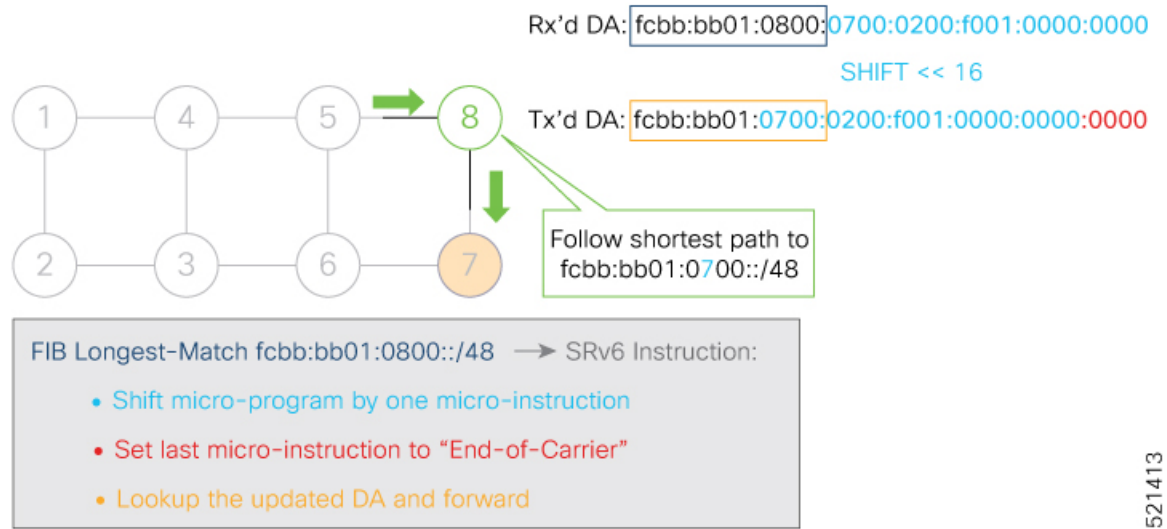 Rx'd DA: fcbb:bb01:0800:0700:0200:f001:0000:0000
SHIFT << 16
Tx'd DA: fcbb:bb01:0700:0200:f001:0000:0000:0000
1 4 5 8
2 3 6 7
Follow shortest path to
fcbb:bb01:0700::/48
FIB Longest-Match fcbb:bb01:0800::/48 → SRv6 Instruction:
• Shift micro-program by one micro-instruction
• Set last micro-instruction to “End-of-Carrier”
• Lookup the updated DA and forward
521413